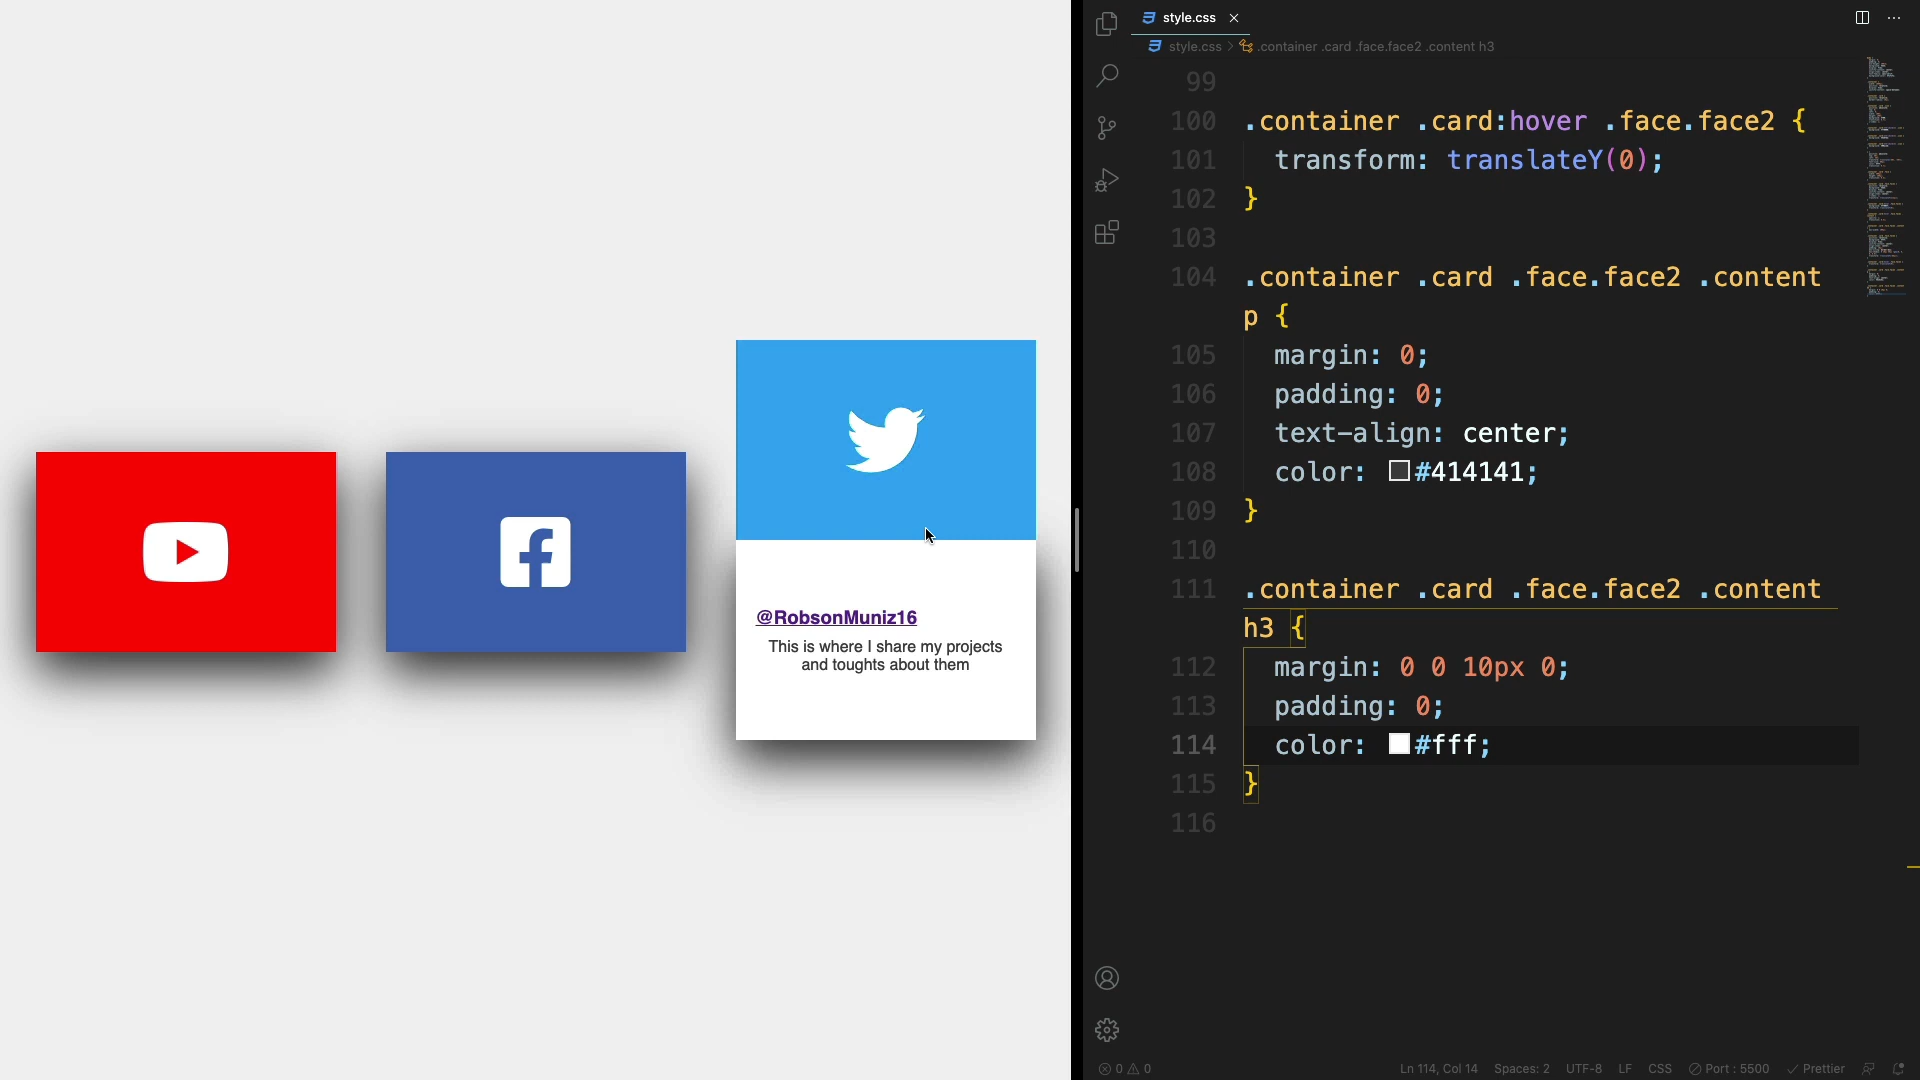 @RobsonMuniz16
This is where I share my projects
and toughts about them
style.css
style.css > .container .card .face.face2 .content h3
99
100 .container .card:hover .face.face2 {
101 transform: translateY(0);
102 }
103
104 .container .card .face.face2 .content
p {
105 margin: 0;
106 padding: 0;
107 text-align: center;
108 color: #414141;
109 }
110
111 .container .card .face.face2 .content
h3 {
112 margin: 0 0 10px 0;
113 padding: 0;
114 color: #fff;
115 }
116
0 0 Ln 114, Col 14 Spaces: 2 UTF-8 LF CSS Port : 5500 Prettier